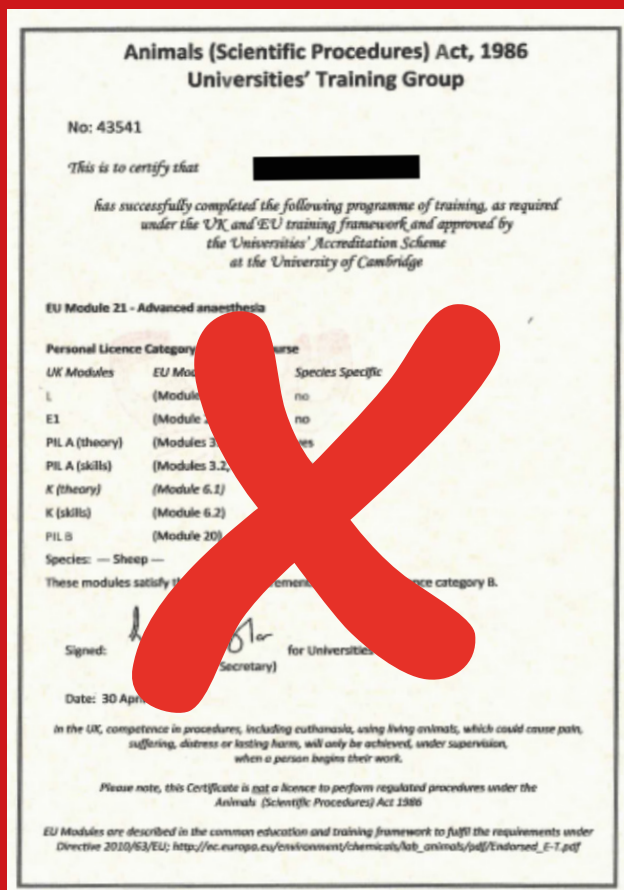 Animals (Scientific Procedures) Act, 1986
Universities' Training Group
No: 43541
This is to certify that
has successfully completed the following programme of training, as required
under the UK and EU training framework and approved by
the Universities' Accreditation Scheme
at the University of Cambridge
EU Module 21 - Advanced anaesthesia
Personal Licence Category
UK Modules EU Species Specific
L (Module no
E1 (Module no
PIL A (theory) (Modules
PIL A (skills) (Modules 3.2,
K (theory) (Module 6.1)
K (skills) (Module 6.2)
PIL B (Module 20)
Species: --- Sheep ---
These modules satisfy category B.
Signed: for Universities
Secretary)
Date: 30
In the UK, competence in procedures, including euthanasia, using living animals, which could cause pain,
suffering, distress or lasting harm, will only be achieved, under supervision,
when a person begins their work.
Please note, this Certificate is not a licence to perform regulated procedures under the
Animals (Scientific Procedures) Act 1986
EU Modules are described in the common education and training framework to fulfil the requirements under
Directive 2010/63/EU; http://ec.europa.eu/environment/chemicals/lab_animals/pdf/Endorsed_E-T.pdf